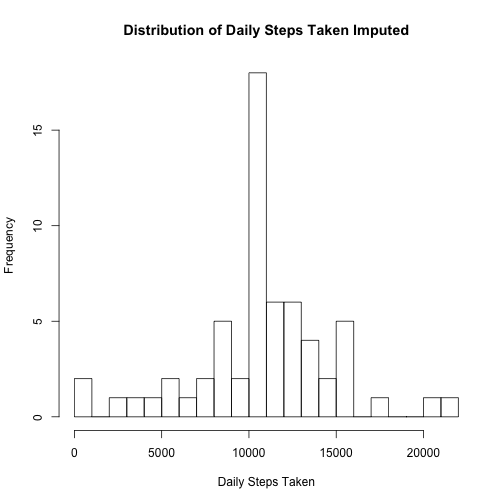 Distribution of Daily Steps Taken Imputed
Frequency
15
10
5
0
0 5000 10000 15000 20000
Daily Steps Taken